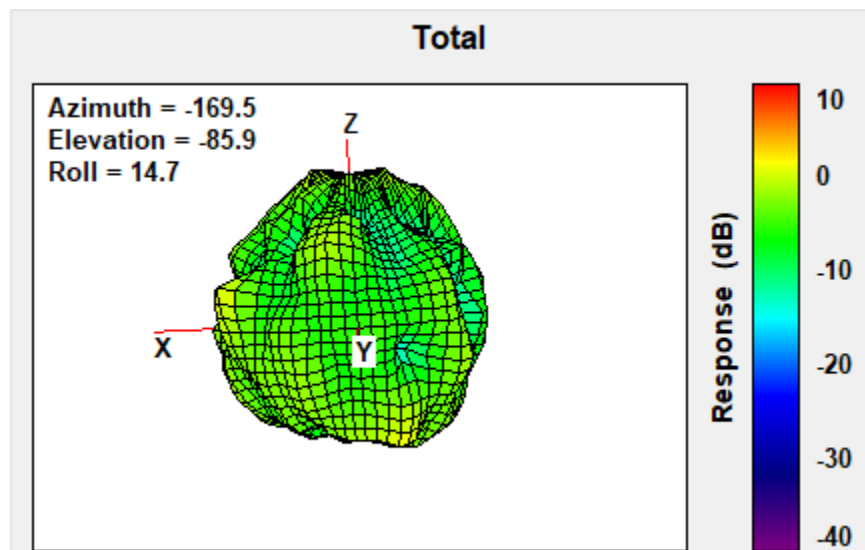 Total
Azimuth = -169.5
Elevation = -85.9
Roll = 14.7
Z
X
Y
Response (dB)
10
0
-10
-20
-30
-40